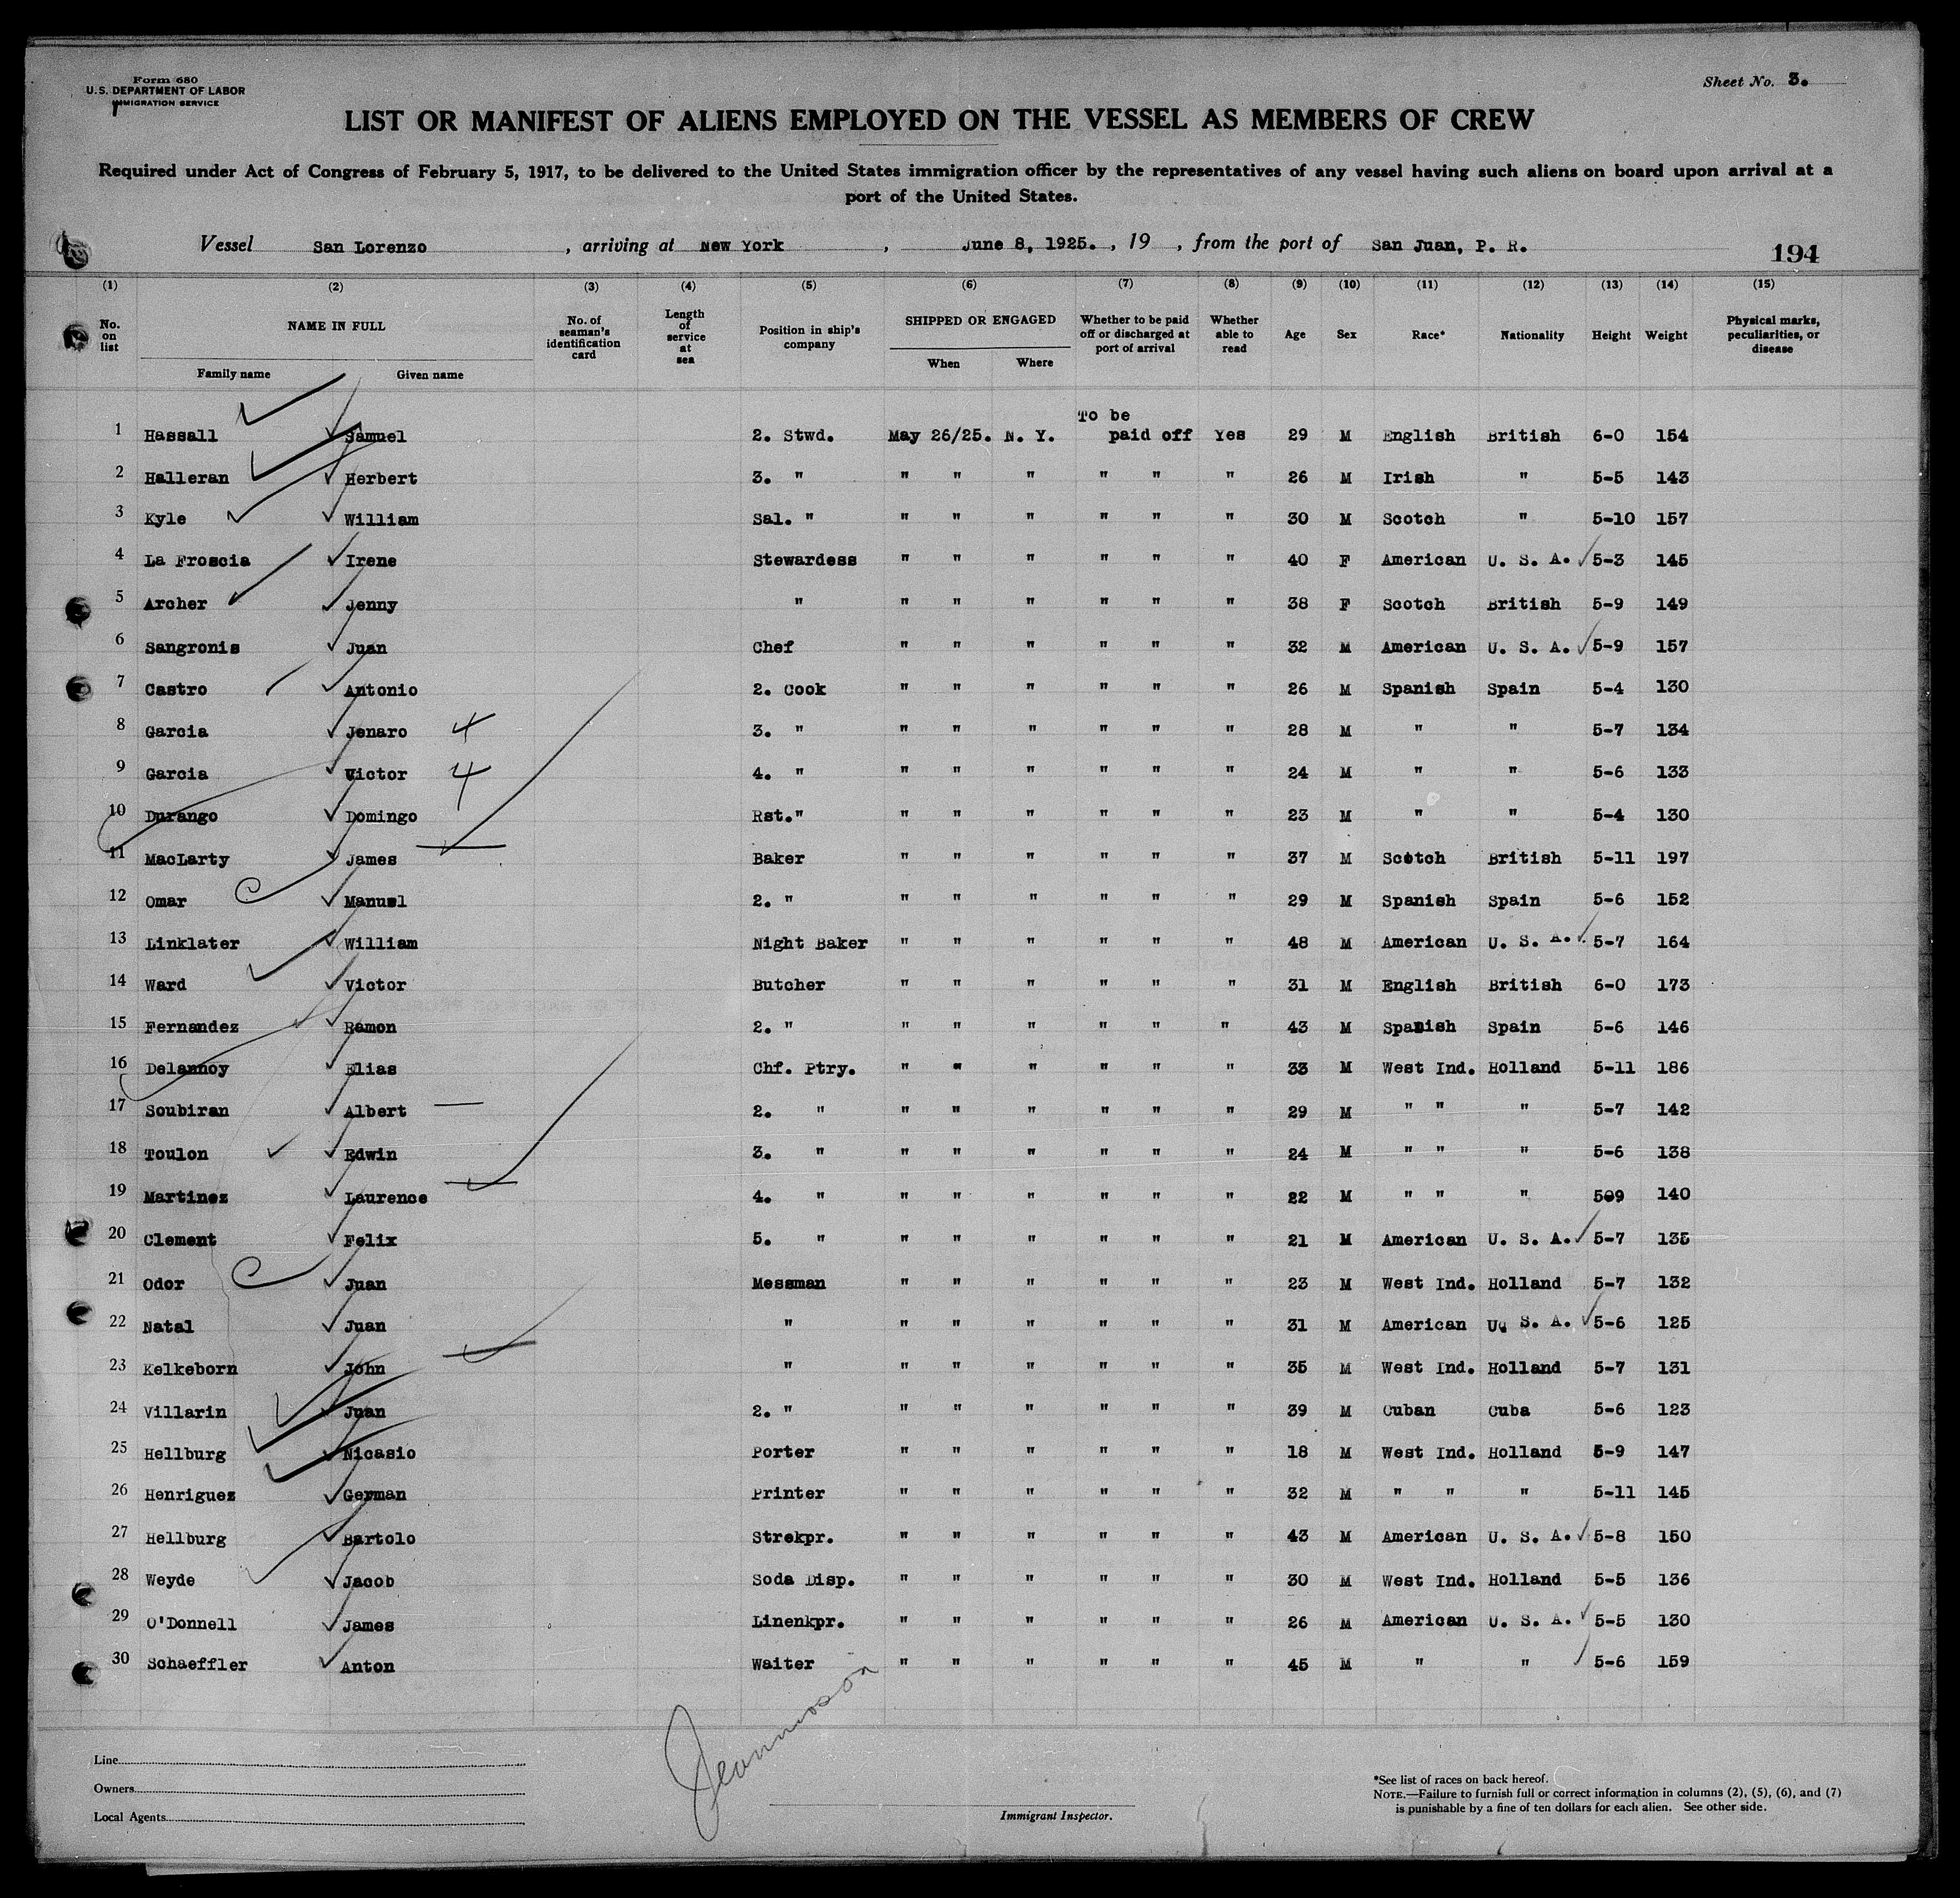 Form 680
U.S. DEPARTMENT OF LABOR
IMMIGRATION SERVICE
Sheet No. 3.
LIST OR MANIFEST OF ALIENS EMPLOYED ON THE VESSEL AS MEMBERS OF CREW
Required under Act of Congress of February 5, 1917, to be delivered to the United States immigration officer by the representatives of any vessel having such aliens on board upon arrival at a
port of the United States.
Vessel San Lorenzo , arriving at New York , June 8, 1925. , 19 , from the port of San Juan, P. R.
194
(1) (2) (3) (4) (5) (6) (7) (8) (9) (10) (11) (12) (13) (14) (15)
No. on list NAME IN FULL Family name Given name No. of seaman's identification card Length of service at sea Position in ship's company SHIPPED OR ENGAGED When Where Whether to be paid off or discharged at port of arrival Whether able to read Age Sex Race* Nationality Height Weight Physical marks, peculiarities, or disease
To be
1 Hassall Samuel 2. Stwd. May 26/25. N. Y. paid off Yes 29 M English British 6-0 154
2 Halleran Herbert 3. " " " " " " " 26 M Irish " 5-5 143
3 Kyle William Sal. " " " " " " " 30 M Scotch " 5-10 157
4 La Froscia Irene Stewardess " " " " " " 40 F American U. S. A. 5-3 145
5 Archer Jenny " " " " " " " 38 F Scotch British 5-9 149
6 Sangronis Juan Chef " " " " " " 32 M American U. S. A. 5-9 157
7 Castro Antonio 2. Cook " " " " " " 26 M Spanish Spain 5-4 130
8 Garcia Jenaro 4 3. " " " " " " " 28 M " " 5-7 134
9 Garcia Victor 4 4. " " " " " " " 24 M " " 5-6 133
10 Durango Domingo Rst." " " " " " " 23 M " " 5-4 130
11 MacLarty James Baker " " " " " " 37 M Scotch British 5-11 197
12 Omar Manuel 2. " " " " " " " 29 M Spanish Spain 5-6 152
13 Linklater William Night Baker " " " " " " 48 M American U. S. A. 5-7 164
14 Ward Victor Butcher " " " " " " 31 M English British 6-0 173
15 Fernandez Ramon 2. " " " " " " " 43 M Spanish Spain 5-6 146
16 Delannoy Elias Chf. Ptry. " " " " " " 33 M West Ind. Holland 5-11 186
17 Soubiran Albert 2. " " " " " " " 29 M " " " 5-7 142
18 Toulon Edwin 3. " " " " " " " 24 M " " " 5-6 138
19 Martinez Laurence 4. " " " " " " " 22 M " " " 509 140
20 Clement Felix 5. " " " " " " " 21 M American U. S. A. 5-7 135
21 Odor Juan Messman " " " " " " 23 M West Ind. Holland 5-7 132
22 Natal Juan " " " " " " " 31 M American U. S. A. 5-6 125
23 Kelkeborn John " " " " " " " 35 M West Ind. Holland 5-7 131
24 Villarin Juan 2. " " " " " " " 39 M Cuban Cuba 5-6 123
25 Hellburg Nicasio Porter " " " " " " 18 M West Ind. Holland 5-9 147
26 Henriguez German Printer " " " " " " 32 M " " " 5-11 145
27 Hellburg Bartolo Strekpr. " " " " " " 43 M American U. S. A. 5-8 150
28 Weyde Jacob Soda Disp. " " " " " " 30 M West Ind. Holland 5-5 136
29 O'Donnell James Linenkpr. " " " " " " 26 M American U. S. A. 5-5 130
30 Schaeffler Anton Waiter " " " " " " 45 M " " 5-6 159
Line
Owners
Local Agents
Immigrant Inspector.
*See list of races on back hereof.
NOTE.—Failure to furnish full or correct information in columns (2), (5), (6), and (7)
is punishable by a fine of ten dollars for each alien. See other side.